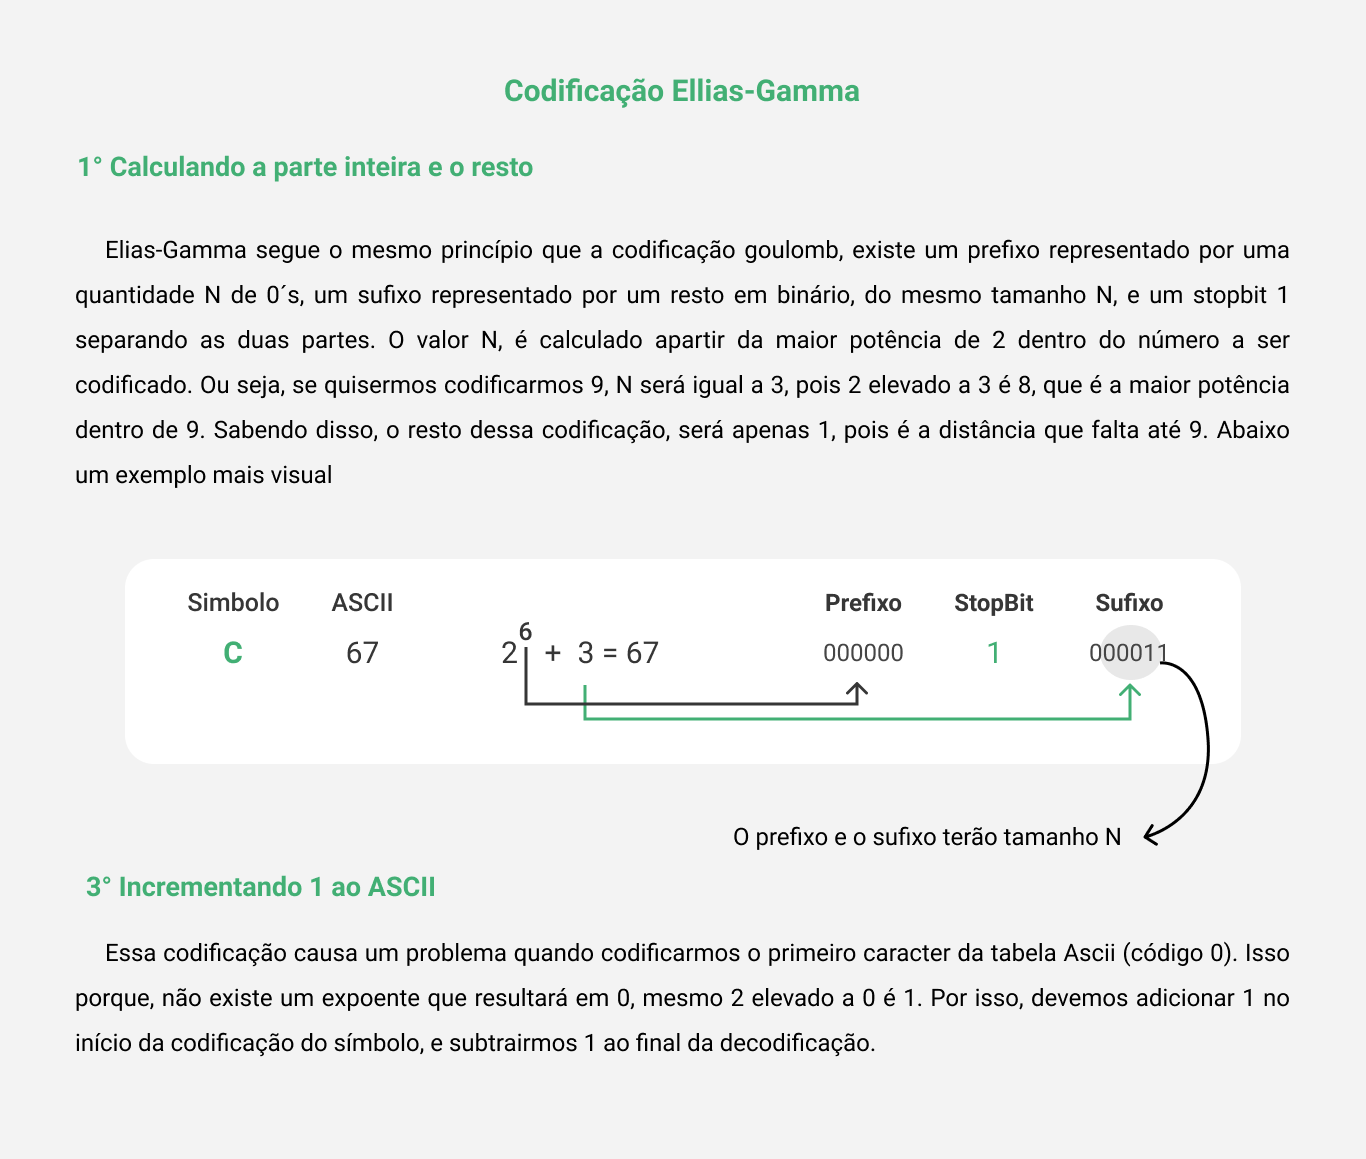 Codificação Ellias-Gamma
1° Calculando a parte inteira e o resto
Elias-Gamma segue o mesmo princípio que a codificação goulomb, existe um prefixo representado por uma
quantidade N de 0´s, um sufixo representado por um resto em binário, do mesmo tamanho N, e um stopbit 1
separando as duas partes. O valor N, é calculado apartir da maior potência de 2 dentro do número a ser
codificado. Ou seja, se quisermos codificarmos 9, N será igual a 3, pois 2 elevado a 3 é 8, que é a maior potência
dentro de 9. Sabendo disso, o resto dessa codificação, será apenas 1, pois é a distância que falta até 9. Abaixo
um exemplo mais visual
Simbolo ASCII Prefixo StopBit Sufixo
C 67 2 6 + 3 = 67 000000 1 000011
O prefixo e o sufixo terão tamanho N
3° Incrementando 1 ao ASCII
Essa codificação causa um problema quando codificarmos o primeiro caracter da tabela Ascii (código 0). Isso
porque, não existe um expoente que resultará em 0, mesmo 2 elevado a 0 é 1. Por isso, devemos adicionar 1 no
início da codificação do símbolo, e subtrairmos 1 ao final da decodificação.